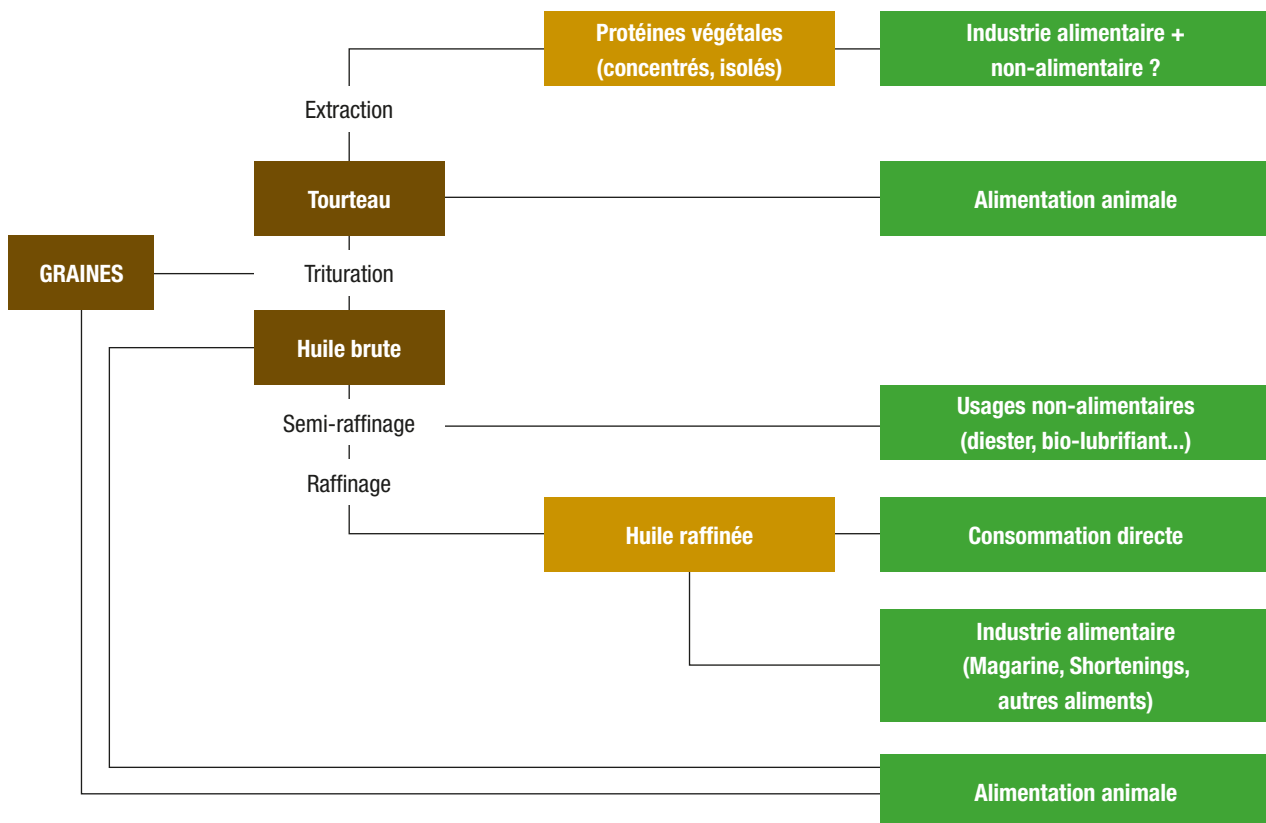 Protéines végétales
(concentrés, isolés)
Industrie alimentaire +
non-alimentaire ?
Extraction
Tourteau
Alimentation animale
GRAINES
Trituration
Huile brute
Semi-raffinage
Usages non-alimentaires
(diester, bio-lubrifiant...)
Raffinage
Huile raffinée
Consommation directe
Industrie alimentaire
(Magarine, Shortenings,
autres aliments)
Alimentation animale